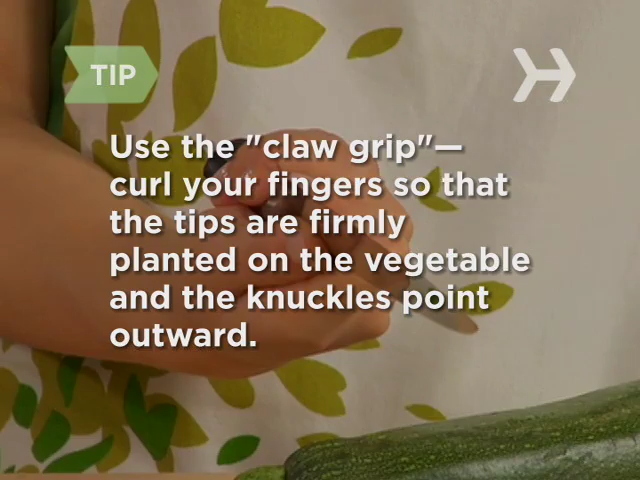 TIP
Use the "claw grip"—
curl your fingers so that
the tips are firmly
planted on the vegetable
and the knuckles point
outward.